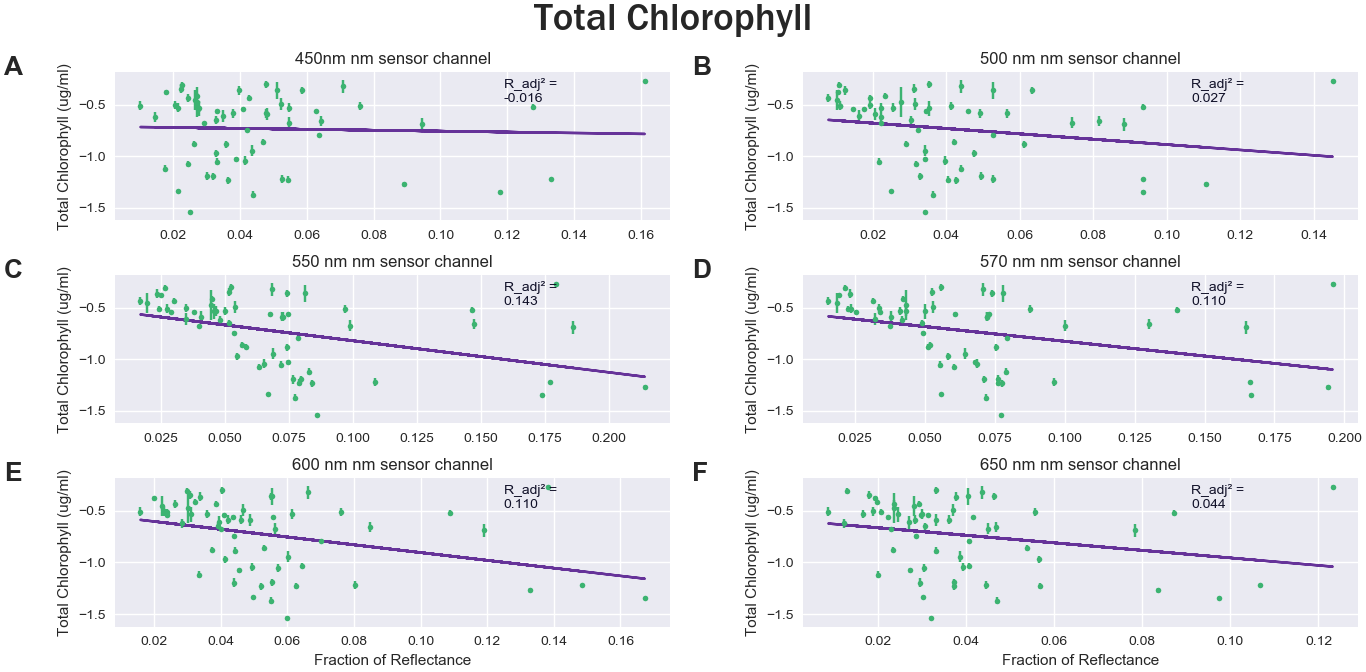 Total Chlorophyll
A
450nm nm sensor channel
Total Chlorophyll (ug/ml)
−0.5
−1.0
−1.5
R_adj² =
-0.016
0.02 0.04 0.06 0.08 0.10 0.12 0.14 0.16
B
500 nm nm sensor channel
Total Chlorophyll (ug/ml)
−0.5
−1.0
−1.5
R_adj² =
0.027
0.02 0.04 0.06 0.08 0.10 0.12 0.14
C
550 nm nm sensor channel
Total Chlorophyll (ug/ml)
−0.5
−1.0
−1.5
R_adj² =
0.143
0.025 0.050 0.075 0.100 0.125 0.150 0.175 0.200
D
570 nm nm sensor channel
Total Chlorophyll (ug/ml)
−0.5
−1.0
−1.5
R_adj² =
0.110
0.025 0.050 0.075 0.100 0.125 0.150 0.175 0.200
E
600 nm nm sensor channel
Total Chlorophyll (ug/ml)
−0.5
−1.0
−1.5
R_adj² =
0.110
0.02 0.04 0.06 0.08 0.10 0.12 0.14 0.16
Fraction of Reflectance
F
650 nm nm sensor channel
Total Chlorophyll (ug/ml)
−0.5
−1.0
−1.5
R_adj² =
0.044
0.02 0.04 0.06 0.08 0.10 0.12
Fraction of Reflectance